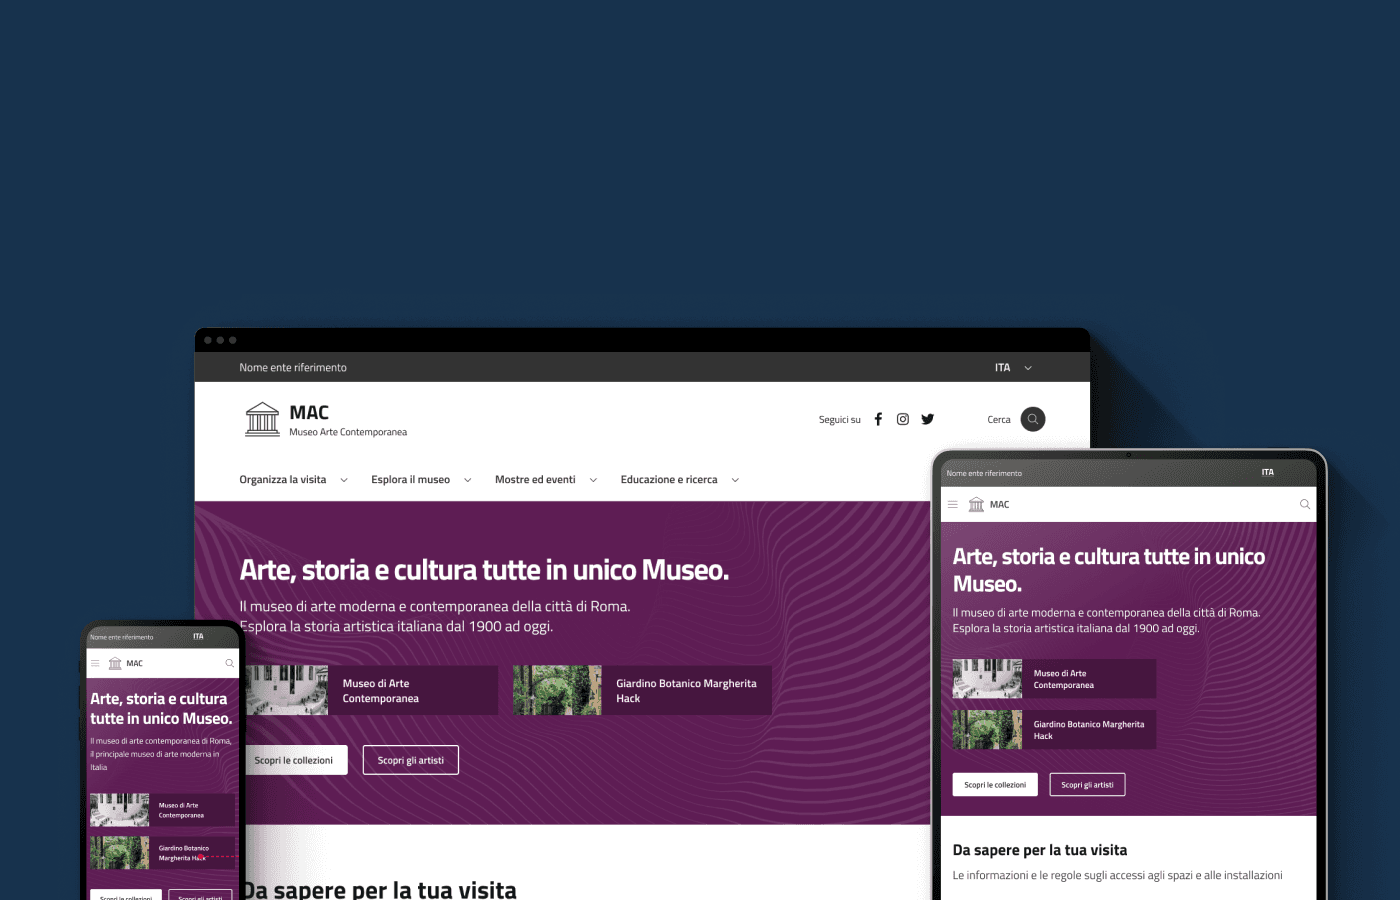 Nome ente riferimento
ITA
MAC
Museo Arte Contemporanea
Seguici su
Cerca
Organizza la visita
Esplora il museo
Mostre ed eventi
Educazione e ricerca
Arte, storia e cultura tutte in unico Museo.
Il museo di arte moderna e contemporanea della città di Roma.
Esplora la storia artistica italiana dal 1900 ad oggi.
Museo di Arte
Contemporanea
Giardino Botanico Margherita
Hack
Scopri le collezioni
Scopri gli artisti
Da sapere per la tua visita
Nome ente riferimento
ITA
MAC
Arte, storia e cultura tutte in unico
Museo.
Il museo di arte moderna e contemporanea della città di Roma.
Esplora la storia artistica italiana dal 1900 ad oggi.
Museo di Arte
Contemporanea
Giardino Botanico Margherita
Hack
Scopri le collezioni
Scopri gli artisti
Da sapere per la tua visita
Le informazioni e le regole sugli accessi agli spazi e alle installazioni
Nome ente riferimento
ITA
MAC
Arte, storia e cultura
tutte in unico Museo.
Il museo di arte contemporanea di Roma,
il principale museo di arte moderna in
Italia
Museo di Arte
Contemporanea
Giardino Botanico
Margherita Hack
Scopri le collezioni
Scopri gli artisti